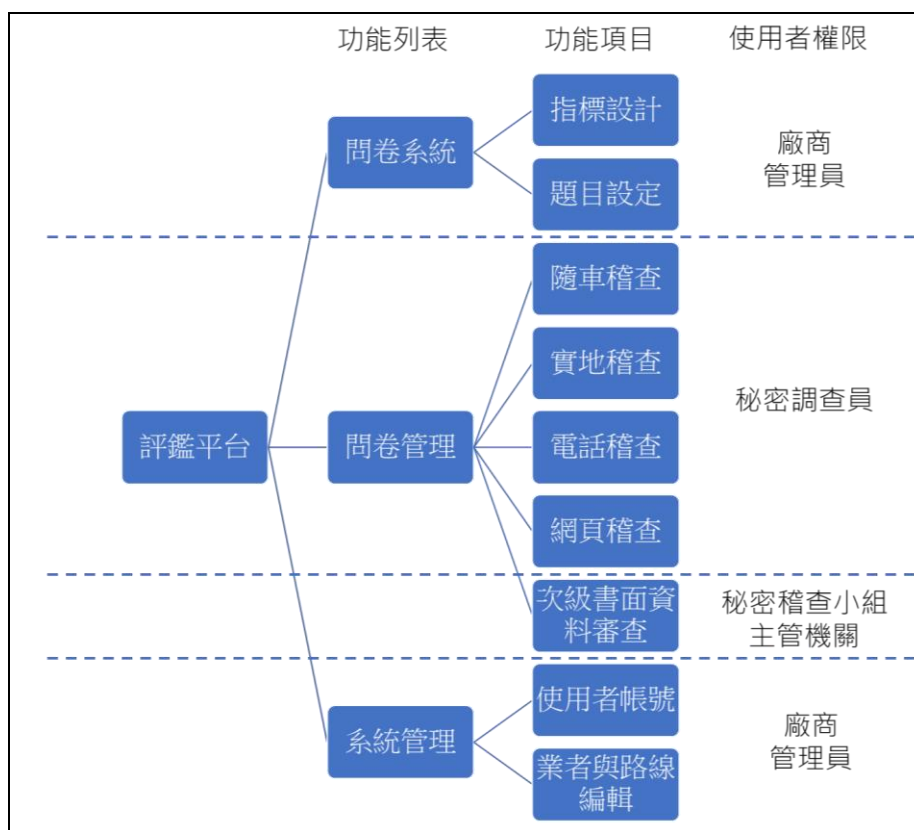 功能列表
功能項目
使用者權限
指標設計
問卷系統
題目設定
廠商
管理員
隨車稽查
實地稽查
評鑑平台
問卷管理
電話稽查
網頁稽查
秘密調查員
次級書面資
料審查
秘密稽查小組
主管機關
使用者帳號
系統管理
業者與路線
編輯
廠商
管理員